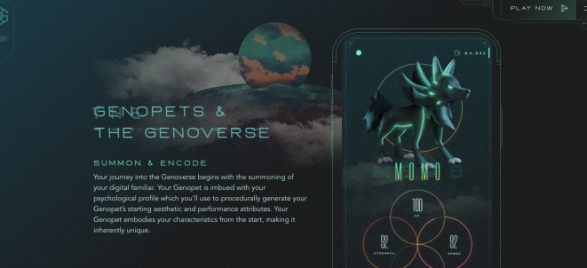 PLAY NOW
GENOPETS &
THE GENOVERSE
SUMMON & ENCODE
Your journey into the Genoverse begins with the summoning of
your digital familiar. Your Genopet is imbued with your
psychological profile which you'll use to procedurally generate your
Genopet's starting aesthetic and performance attributes. Your
Genopet embodies your characteristics from the start, making it
inherently unique.
MOMO
100
92
STRENGTH
92
SPEED